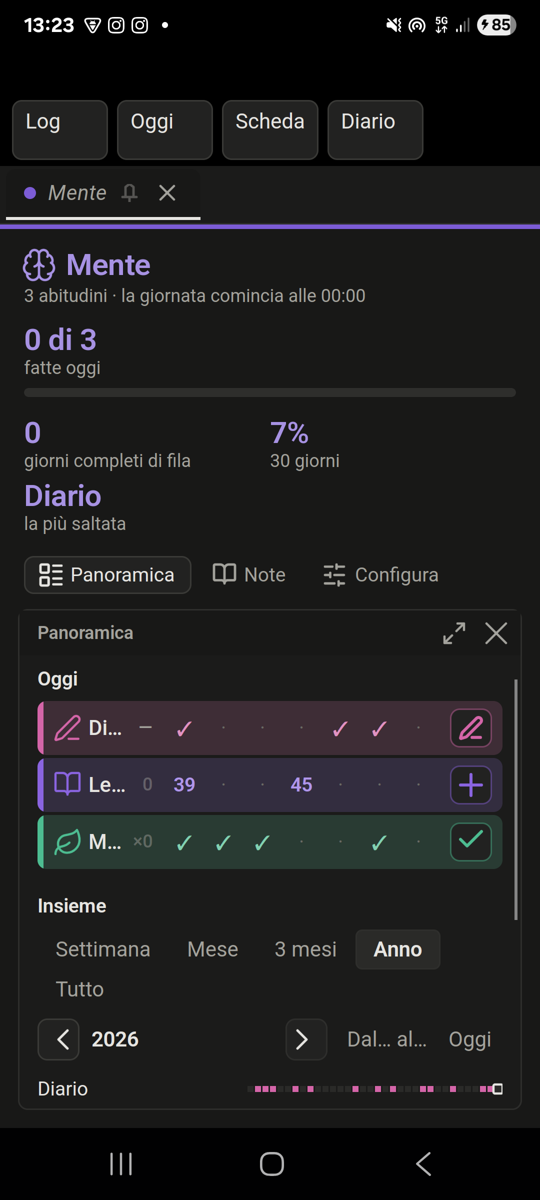 13:23
5G
85
Log Oggi Scheda Diario
Mente
Mente
3 abitudini · la giornata comincia alle 00:00
0 di 3
fatte oggi
0 7%
giorni completi di fila 30 giorni
Diario
la più saltata
Panoramica Note Configura
Panoramica
Oggi
Di... – ✓ · · · ✓ ✓ ·
Le... 0 39 · · 45 · · ·
M... ×0 ✓ ✓ ✓ · · ✓ ·
Insieme
Settimana Mese 3 mesi Anno
Tutto
2026 Dal... al... Oggi
Diario